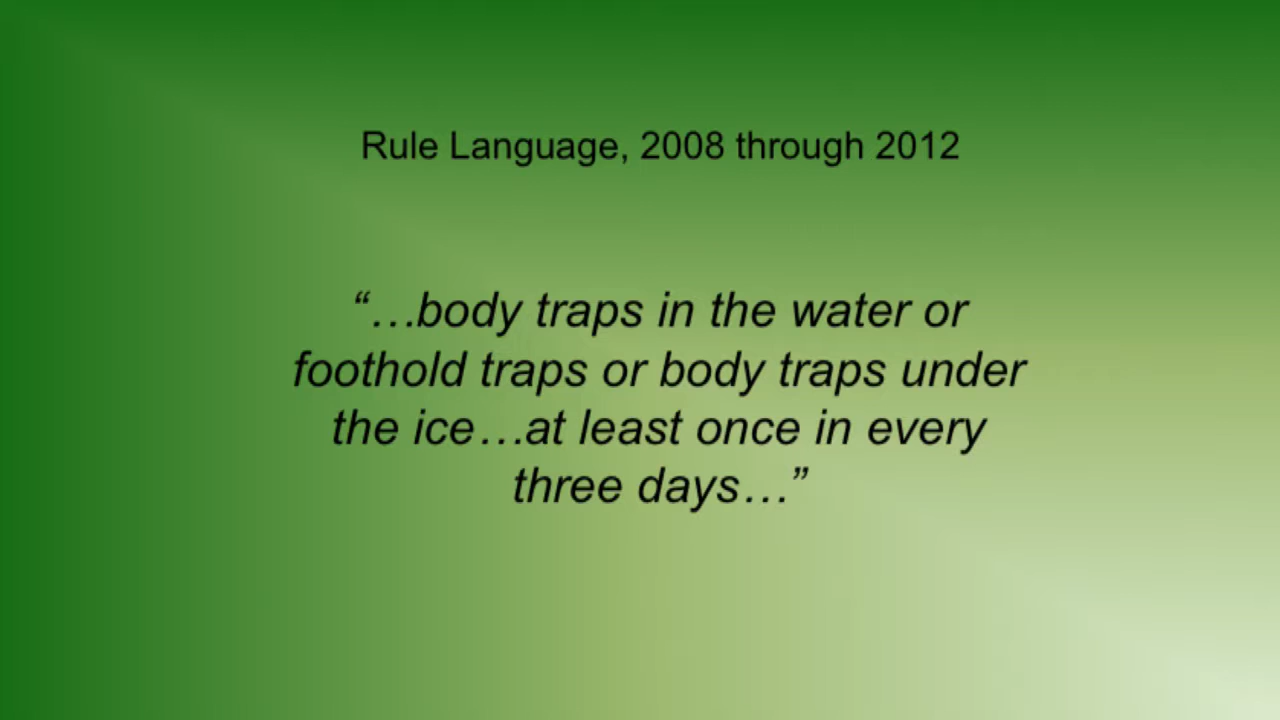 Rule Language, 2008 through 2012
“…body traps in the water or
foothold traps or body traps under
the ice…at least once in every
three days…”